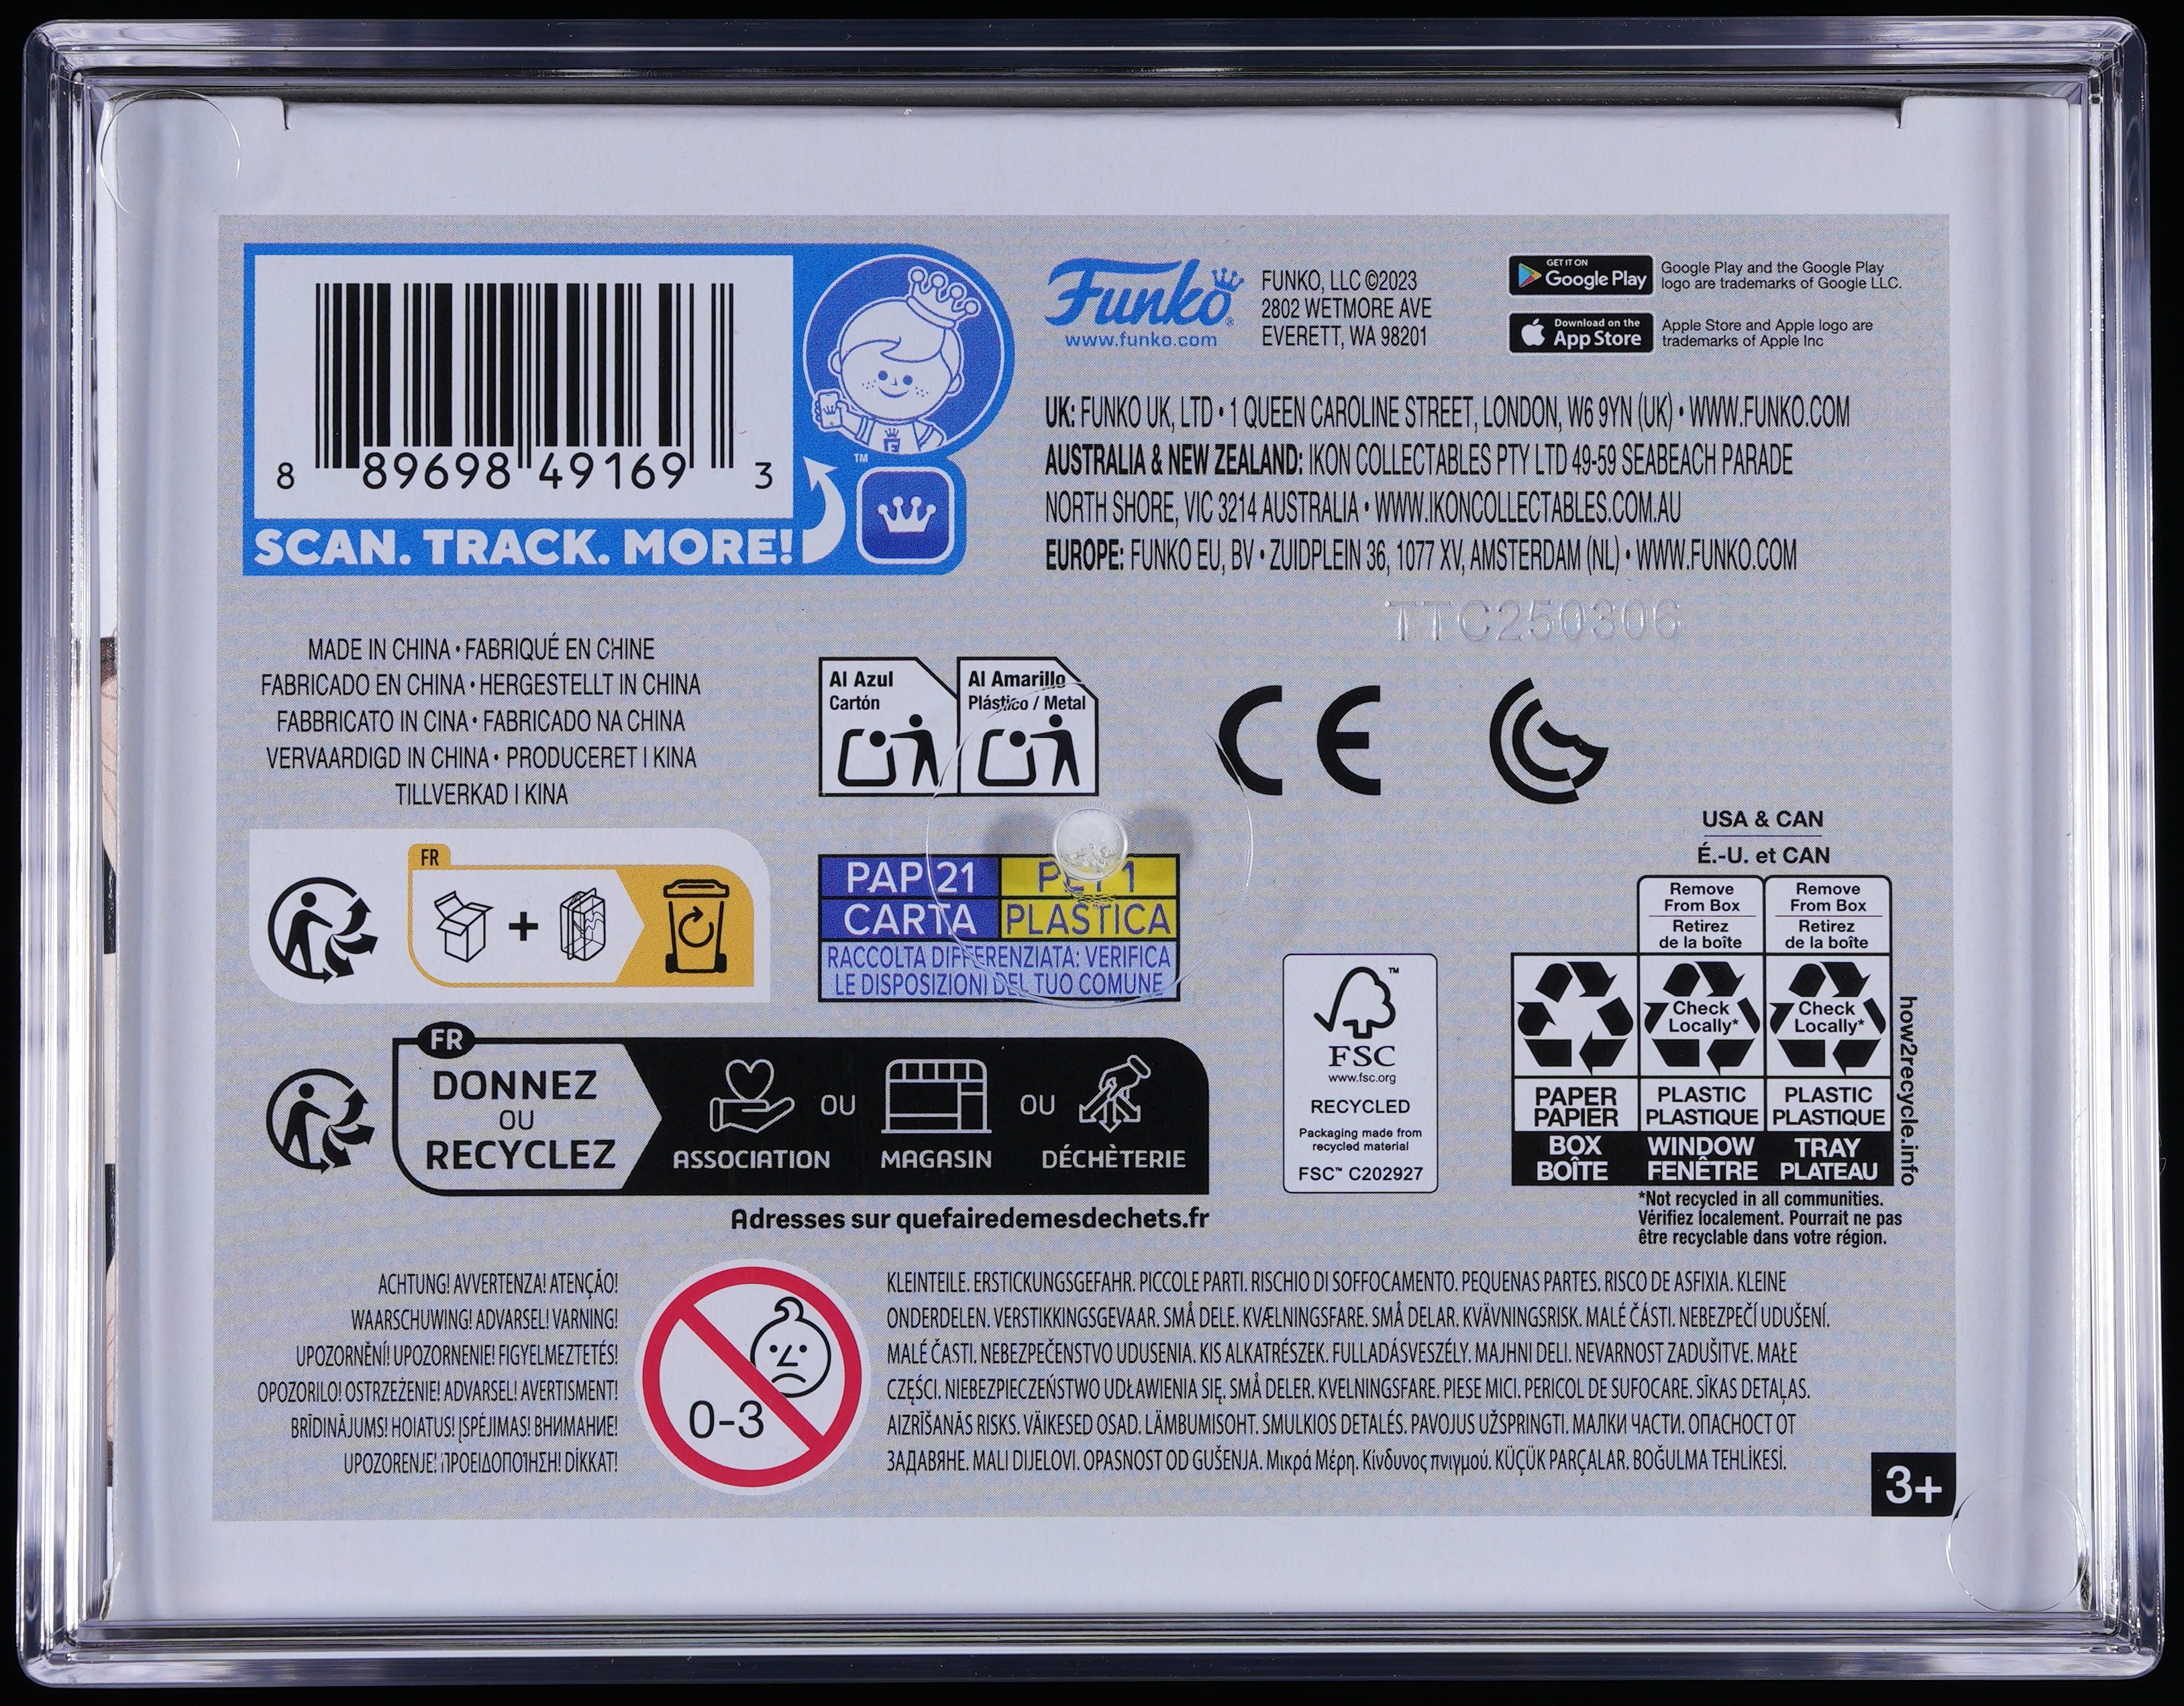 8 89698 49169 3
SCAN. TRACK. MORE!
TM
Funko®
www.funko.com
FUNKO, LLC ©2023
2802 WETMORE AVE
EVERETT, WA 98201
GET IT ON
Google Play
Google Play and the Google Play
logo are trademarks of Google LLC.
Download on the
App Store
Apple Store and Apple logo are
trademarks of Apple Inc
UK: FUNKO UK, LTD • 1 QUEEN CAROLINE STREET, LONDON, W6 9YN (UK) • WWW.FUNKO.COM
AUSTRALIA & NEW ZEALAND: IKON COLLECTABLES PTY LTD 49-59 SEABEACH PARADE
NORTH SHORE, VIC 3214 AUSTRALIA • WWW.IKONCOLLECTABLES.COM.AU
EUROPE: FUNKO EU, BV • ZUIDPLEIN 36, 1077 XV, AMSTERDAM (NL) • WWW.FUNKO.COM
TTC250306
MADE IN CHINA • FABRIQUÉ EN CHINE
FABRICADO EN CHINA • HERGESTELLT IN CHINA
FABBRICATO IN CINA • FABRICADO NA CHINA
VERVAARDIGD IN CHINA • PRODUCERET I KINA
TILLVERKAD I KINA
Al Azul
Cartón
Al Amarillo
Plástico / Metal
CE
FR
+
PAP 21
PET 1
CARTA
PLASTICA
RACCOLTA DIFFERENZIATA: VERIFICA
LE DISPOSIZIONI DEL TUO COMUNE
FR
DONNEZ
OU
RECYCLEZ
ASSOCIATION
OU
MAGASIN
OU
DÉCHÈTERIE
Adresses sur quefairedemesdechets.fr
FSC
www.fsc.org
RECYCLED
Packaging made from
recycled material
FSC™ C202927
USA & CAN
É.-U. et CAN
Remove
From Box
Retirez
de la boîte
Remove
From Box
Retirez
de la boîte
Check
Locally*
Check
Locally*
PAPER
PAPIER
PLASTIC
PLASTIQUE
PLASTIC
PLASTIQUE
BOX
BOÎTE
WINDOW
FENÊTRE
TRAY
PLATEAU
how2recycle.info
*Not recycled in all communities.
Vérifiez localement. Pourrait ne pas
être recyclable dans votre région.
ACHTUNG! AVVERTENZA! ATENÇÃO!
WAARSCHUWING! ADVARSEL! VARNING!
UPOZORNĚNÍ! UPOZORNENIE! FIGYELMEZTETÉS!
OPOZORILO! OSTRZEŻENIE! ADVARSEL! AVERTISMENT!
BRĪDINĀJUMS! HOIATUS! ĮSPĖJIMAS! ВНИМАНИЕ!
UPOZORENJE! ΠΡΟΕΙΔΟΠΟΊΗΣΗ! DİKKAT!
0-3
KLEINTEILE. ERSTICKUNGSGEFAHR. PICCOLE PARTI. RISCHIO DI SOFFOCAMENTO. PEQUENAS PARTES. RISCO DE ASFIXIA. KLEINE
ONDERDELEN. VERSTIKKINGSGEVAAR. SMÅ DELE. KVÆLNINGSFARE. SMÅ DELAR. KVÄVNINGSRISK. MALÉ ČÁSTI. NEBEZPEČÍ UDUŠENÍ.
MALÉ ČASTI. NEBEZPEČENSTVO UDUSENIA. KIS ALKATRÉSZEK. FULLADÁSVESZÉLY. MAJHNI DELI. NEVARNOST ZADUŠITVE. MAŁE
CZĘŚCI. NIEBEZPIECZEŃSTWO UDŁAWIENIA SIĘ. SMÅ DELER. KVELNINGSFARE. PIESE MICI. PERICOL DE SUFOCARE. SĪKAS DETAĻAS.
AIZRĪŠANĀS RISKS. VÄIKESED OSAD. LÄMBUMISOHT. SMULKIOS DETALĖS. PAVOJUS UŽSPRINGTI. МАЛКИ ЧАСТИ. ОПАСНОСТ ОТ
ЗАДАВЯНЕ. MALI DIJELOVI. OPASNOST OD GUŠENJA. Μικρά Μέρη. Κίνδυνος πνιγμού. KÜÇÜK PARÇALAR. BOĞULMA TEHLİKESİ.
3+